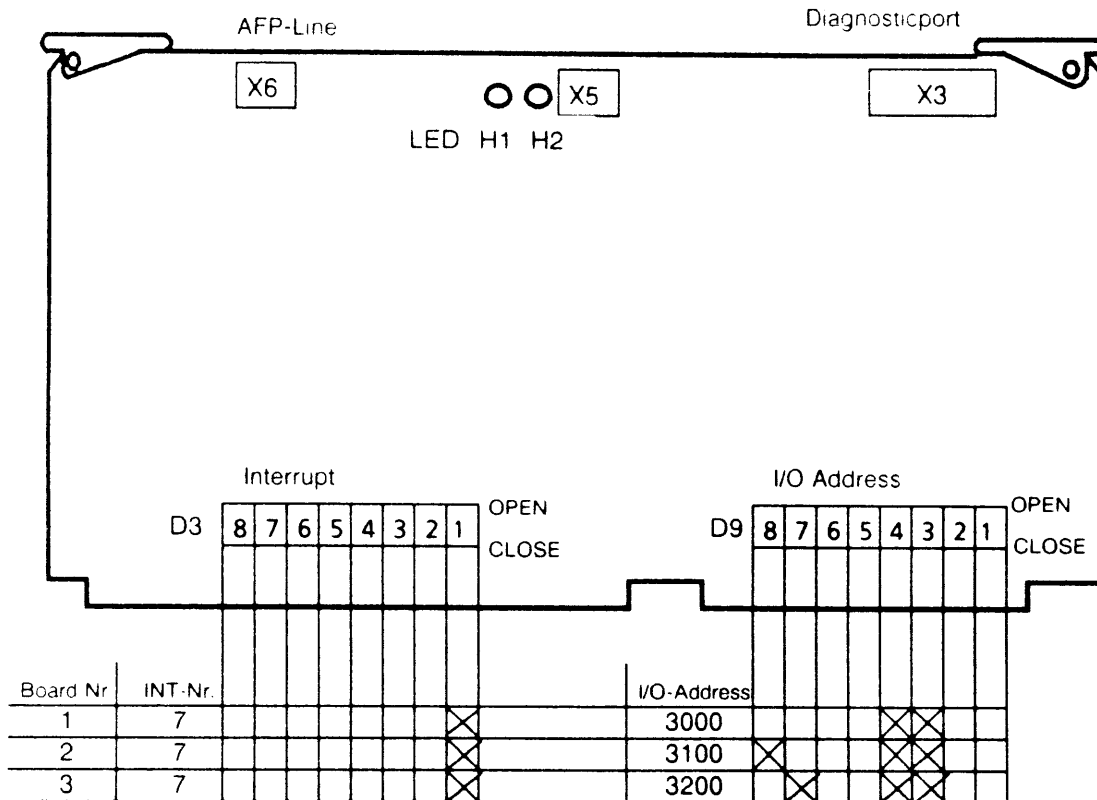 AFP-Line Diagnosticport
X6 X5 X3
LED H1 H2
Interrupt I/O Address
D3 8 7 6 5 4 3 2 1 OPEN D9 8 7 6 5 4 3 2 1 OPEN
CLOSE CLOSE
Board Nr INT-Nr. I/O-Address
1 7 3000
2 7 3100
3 7 3200